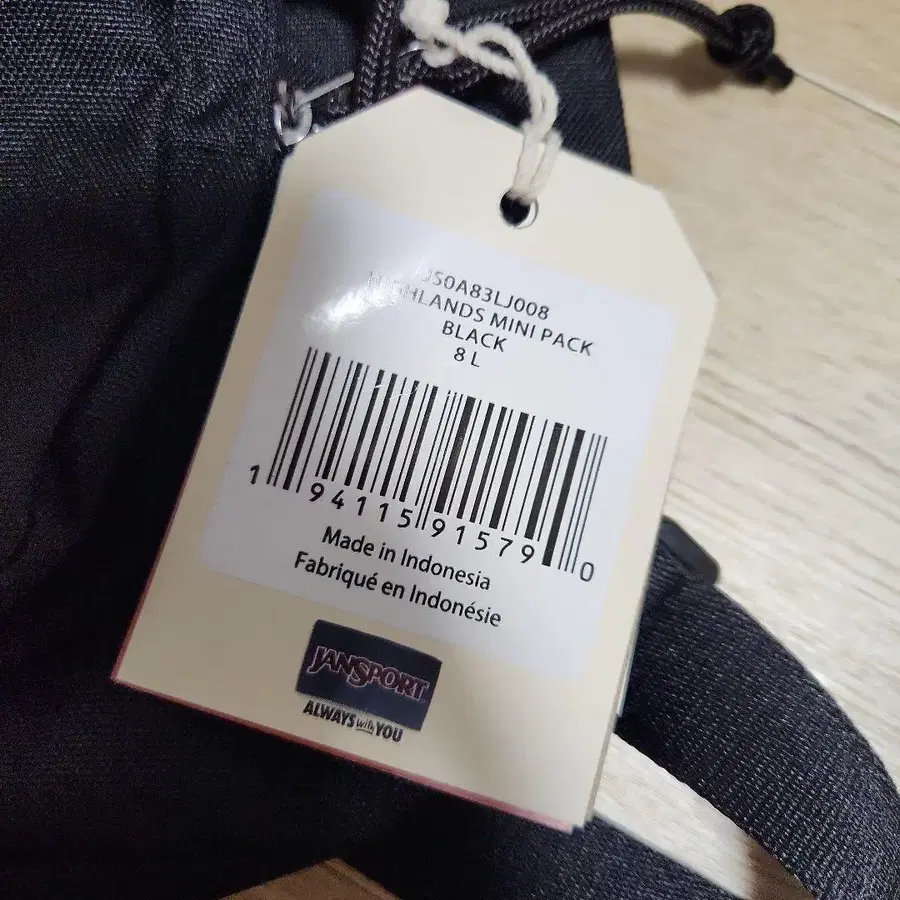 JS0A83LJ008
HIGHLANDS MINI PACK
BLACK
8 L
1 94115 91579 0
Made in Indonesia
Fabriqué en Indonésie
JANSPORT
ALWAYS with YOU